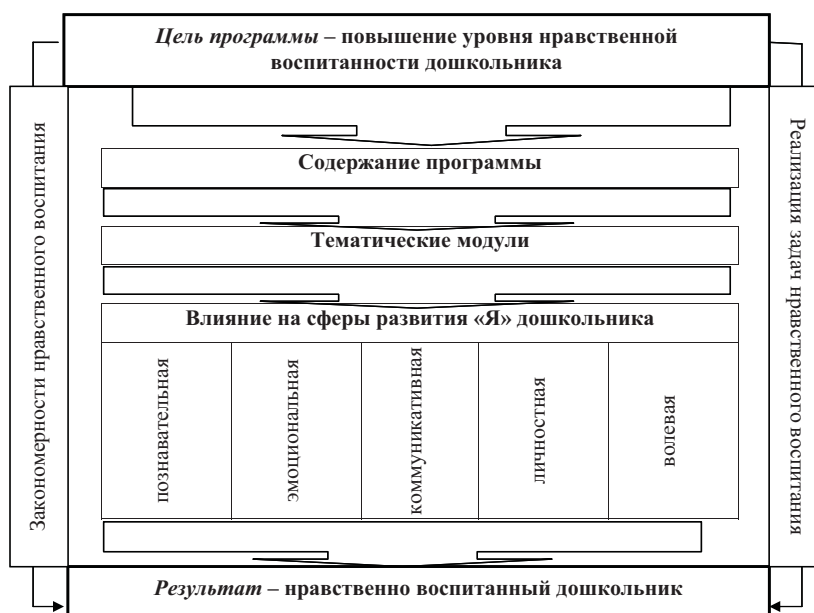 Цель программы – повышение уровня нравственной
воспитанности дошкольника
Закономерности нравственного воспитания
Реализация задач нравственного воспитания
Содержание программы
Тематические модули
Влияние на сферы развития «Я» дошкольника
познавательная
эмоциональная
коммуникативная
личностная
волевая
Результат – нравственно воспитанный дошкольник